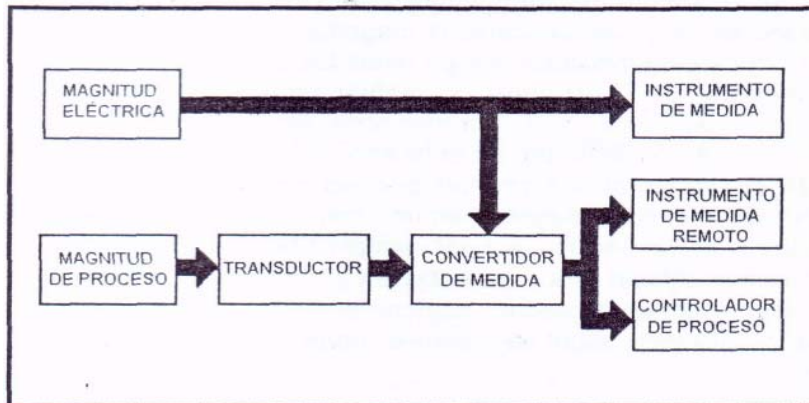 MAGNITUD
ELÉCTRICA
INSTRUMENTO
DE MEDIDA
INSTRUMENTO
DE MEDIDA
REMOTO
MAGNITUD
DE PROCESO
TRANSDUCTOR
CONVERTIDOR
DE MEDIDA
CONTROLADOR
DE PROCESO